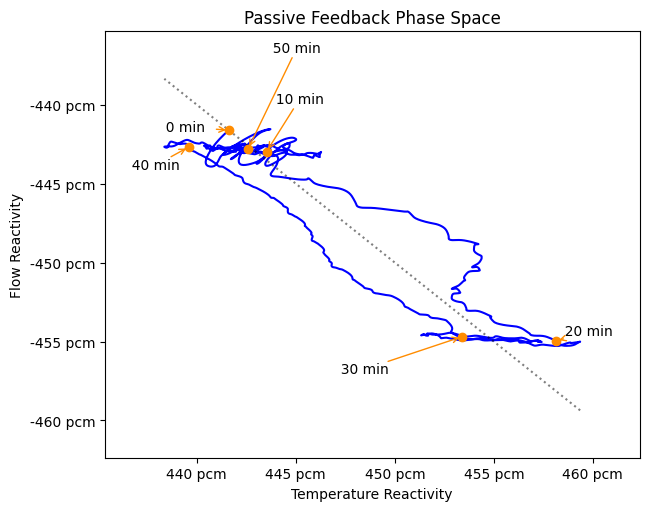 Passive Feedback Phase Space
50 min
10 min
0 min
40 min
20 min
30 min
-440 pcm
-445 pcm
-450 pcm
-455 pcm
-460 pcm
Flow Reactivity
440 pcm
445 pcm
450 pcm
455 pcm
460 pcm
Temperature Reactivity